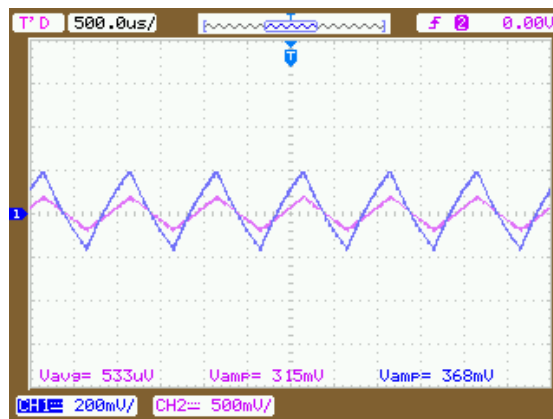 T'D 500.0us/ T f 2 0.00V
T
1
Vavg= 533uV Vamp= 315mV Vamp= 368mV
CH1 200mV/ CH2 500mV/